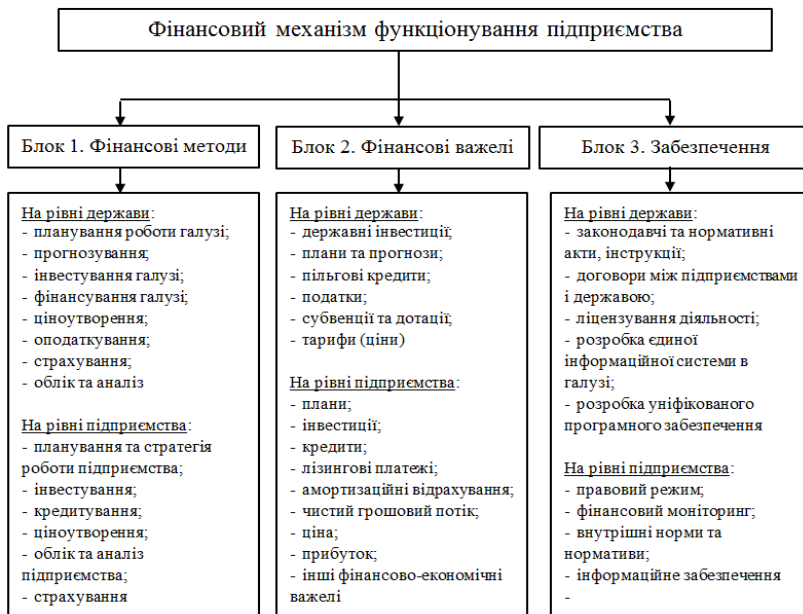 Фінансовий механізм функціонування підприємства
Блок 1. Фінансові методи
Блок 2. Фінансові важелі
Блок 3. Забезпечення
На рівні держави:
- планування роботи галузі;
- прогнозування;
- інвестування галузі;
- фінансування галузі;
- ціноутворення;
- оподаткування;
- страхування;
- облік та аналіз
На рівні підприємства:
- планування та стратегія
роботи підприємства;
- інвестування;
- кредитування;
- ціноутворення;
- облік та аналіз
підприємства;
- страхування
На рівні держави:
- державні інвестиції;
- плани та прогнози;
- пільгові кредити;
- податки;
- субвенції та дотації;
- тарифи (ціни)
На рівні підприємства:
- плани;
- інвестиції;
- кредити;
- лізингові платежі;
- амортизаційні відрахування;
- чистий грошовий потік;
- ціна;
- прибуток;
- інші фінансово-економічні
важелі
На рівні держави:
- законодавчі та нормативні
акти, інструкції;
- договори між підприємствами
і державою;
- ліцензування діяльності;
- розробка єдиної
інформаційної системи в
галузі;
- розробка уніфікованого
програмного забезпечення
На рівні підприємства:
- правовий режим;
- фінансовий моніторинг;
- внутрішні норми та
нормативи;
- інформаційне забезпечення
-